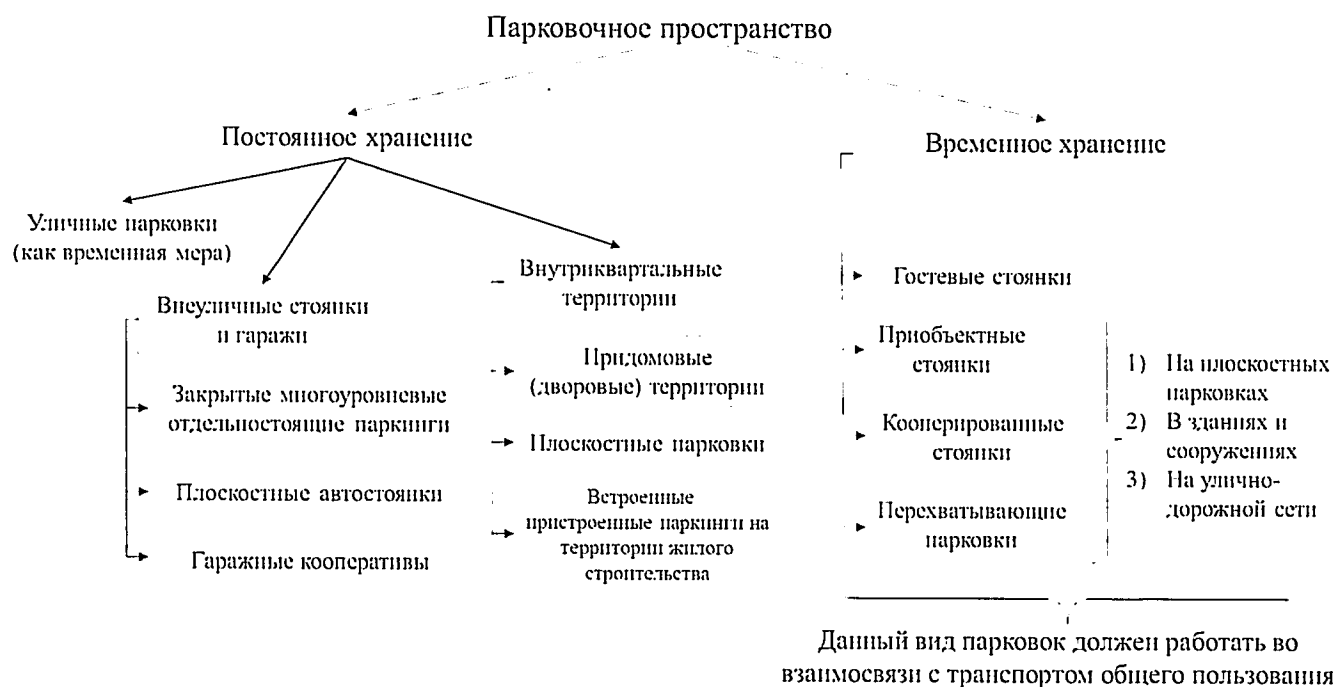 Парковочное пространство
Постоянное хранение
Временное хранение
Уличные парковки
(как временная мера)
Внеуличные стоянки
и гаражи
Закрытые многоуровневые
отдельностоящие паркинги
Плоскостные автостоянки
Гаражные кооперативы
Внутриквартальные
территории
Придомовые
(дворовые) территории
Плоскостные парковки
Встроенные
пристроенные паркинги на
территории жилого
строительства
Гостевые стоянки
Приобъектные
стоянки
Кооперированные
стоянки
Перехватывающие
парковки
1) На плоскостных
парковках
2) В зданиях и
сооружениях
3) На улично-
дорожной сети
Данный вид парковок должен работать во
взаимосвязи с транспортом общего пользования